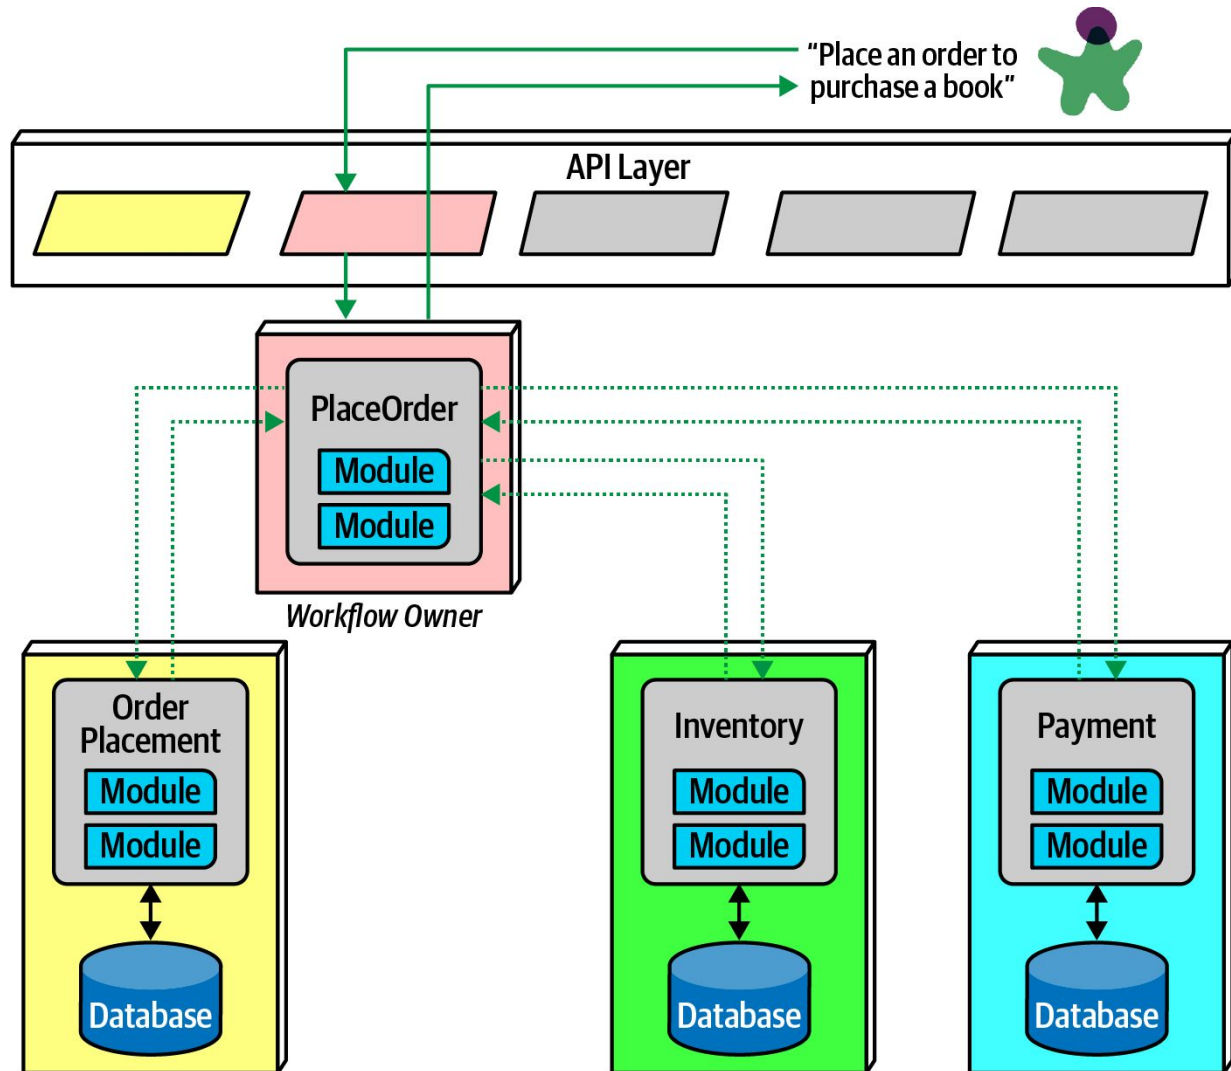 “Place an order to
purchase a book”
API Layer
PlaceOrder
Module
Module
Workflow Owner
Order
Placement
Module
Module
Database
Inventory
Module
Module
Database
Payment
Module
Module
Database